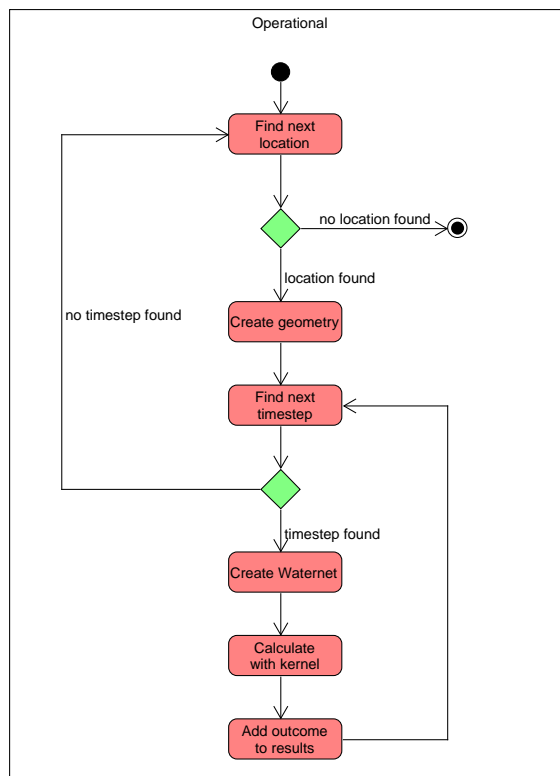 Operational
Find next
location
no location found
location found
no timestep found
Create geometry
Find next
timestep
timestep found
Create Waternet
Calculate
with kernel
Add outcome
to results